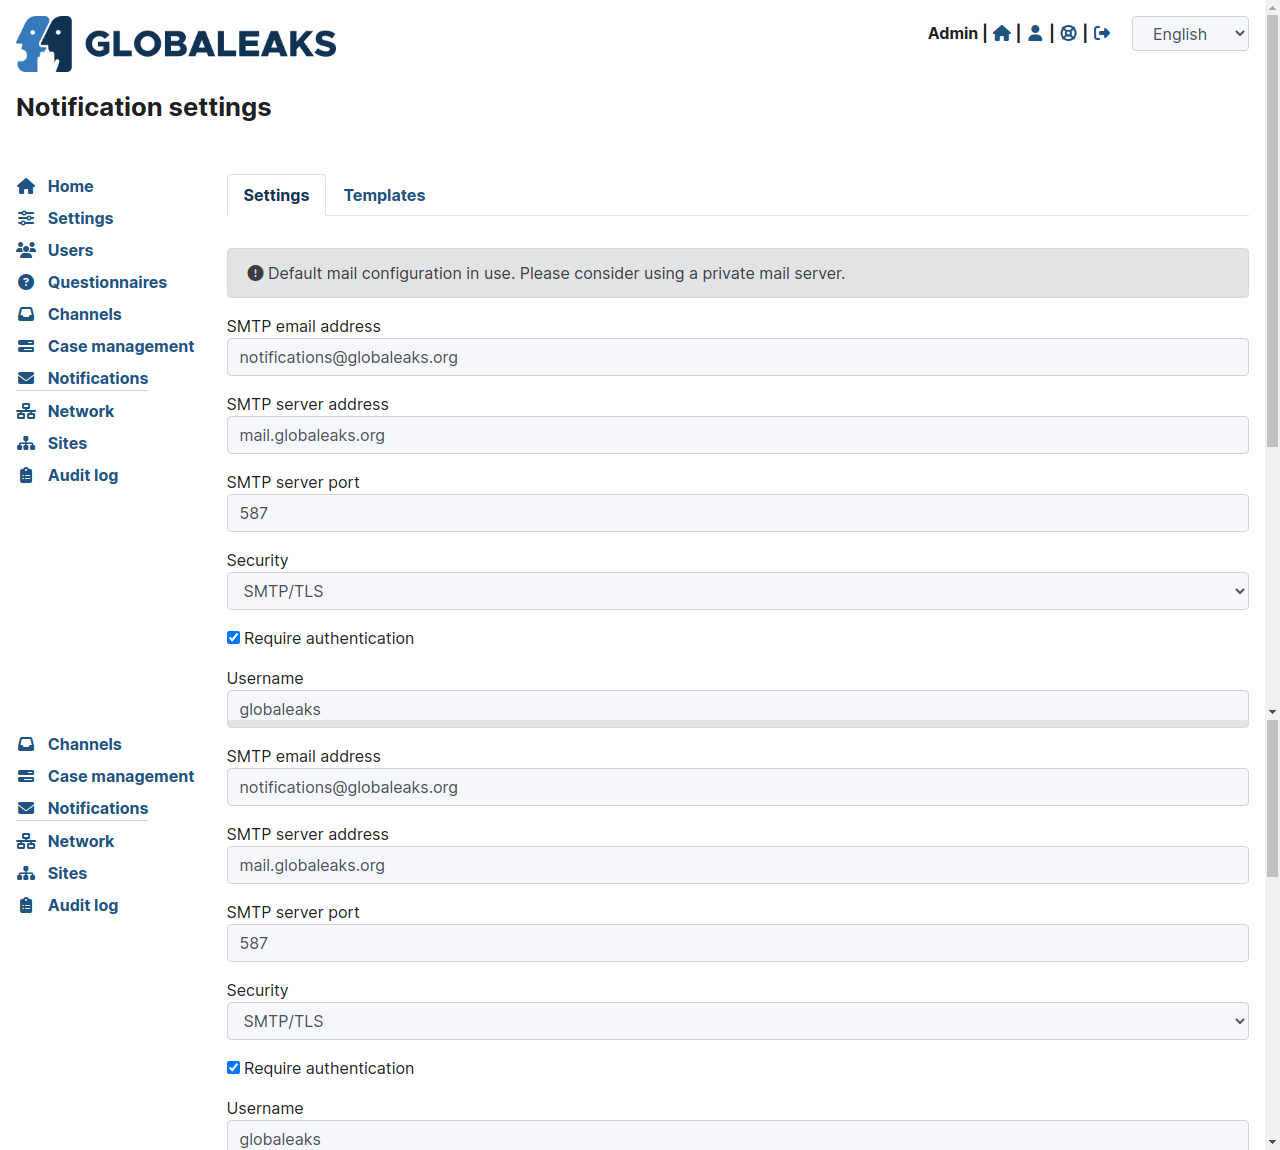 GLOBALEAKS
Admin | | | |
English
Notification settings
Home
Settings
Users
Questionnaires
Channels
Case management
Notifications
Network
Sites
Audit log
Settings
Templates
Default mail configuration in use. Please consider using a private mail server.
SMTP email address
notifications@globaleaks.org
SMTP server address
mail.globaleaks.org
SMTP server port
587
Security
SMTP/TLS
Require authentication
Username
globaleaks
Channels
Case management
Notifications
Network
Sites
Audit log
SMTP email address
notifications@globaleaks.org
SMTP server address
mail.globaleaks.org
SMTP server port
587
Security
SMTP/TLS
Require authentication
Username
globaleaks